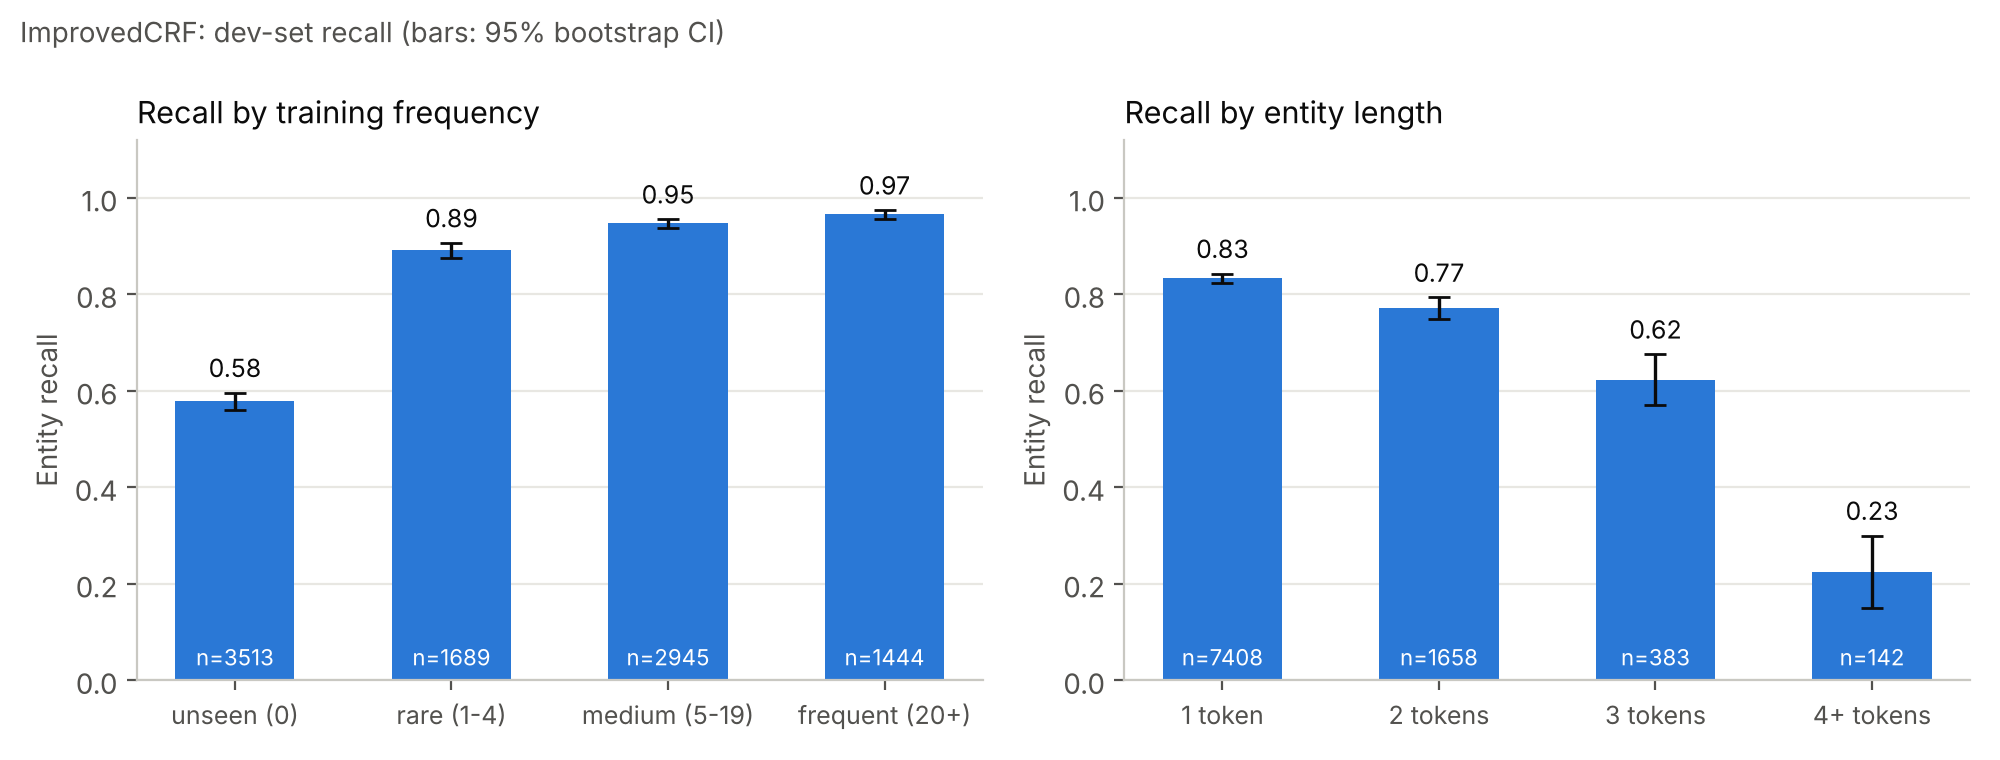 ImprovedCRF: dev-set recall (bars: 95% bootstrap CI)
Recall by training frequency
Entity recall
1.0
0.8
0.6
0.4
0.2
0.0
0.58
0.89
0.95
0.97
n=3513
n=1689
n=2945
n=1444
unseen (0)
rare (1-4)
medium (5-19)
frequent (20+)
Recall by entity length
Entity recall
1.0
0.8
0.6
0.4
0.2
0.0
0.83
0.77
0.62
0.23
n=7408
n=1658
n=383
n=142
1 token
2 tokens
3 tokens
4+ tokens